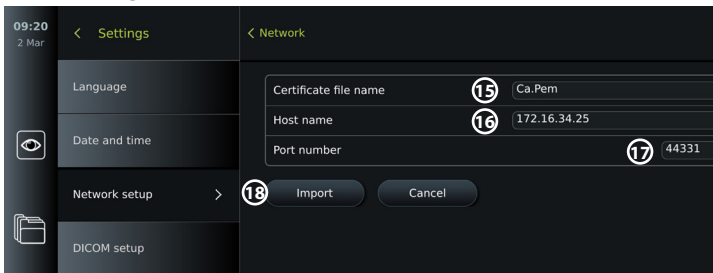 09:20
2 Mar
< Settings
< Network
Language
Date and time
Network setup >
DICOM setup
Certificate file name 15 Ca.Pem
Host name 16 172.16.34.25
Port number 17 44331
18 Import Cancel